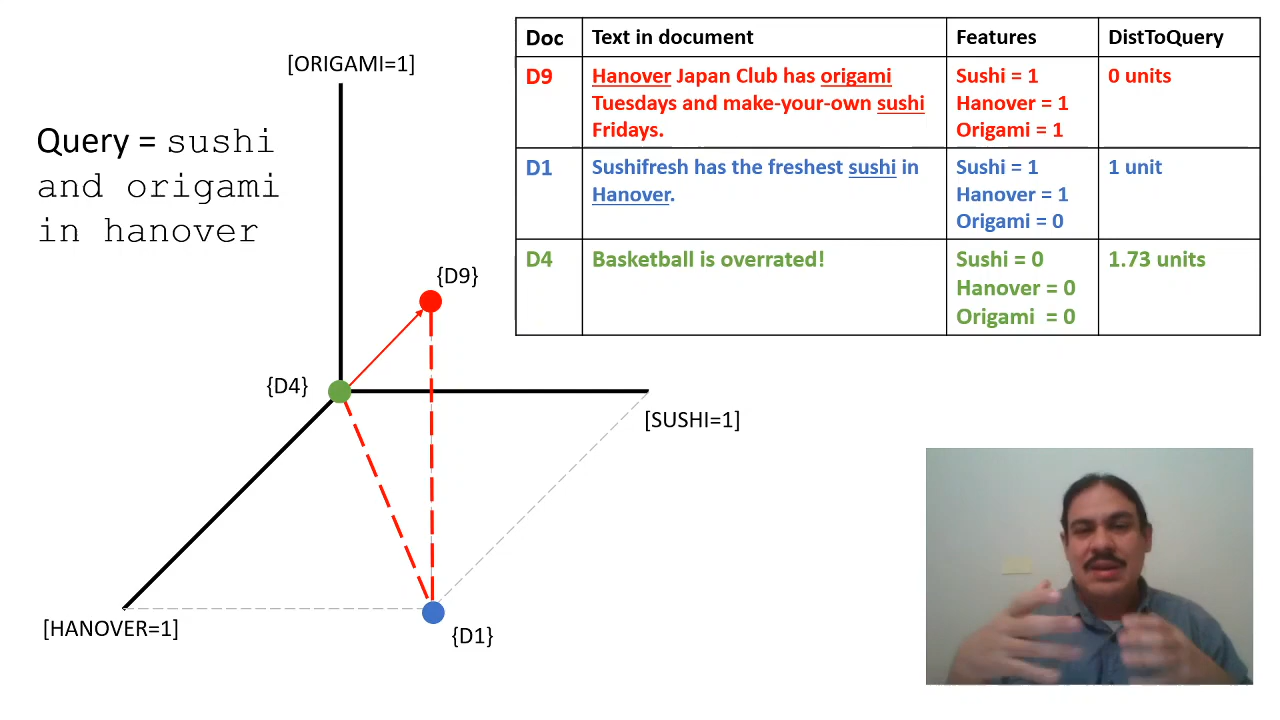 [ORIGAMI=1]
Query = sushi
and origami
in hanover
{D9}
{D4}
[SUSHI=1]
[HANOVER=1]
{D1}
Doc Text in document Features DistToQuery
D9 Hanover Japan Club has origami Sushi = 1 0 units
Tuesdays and make-your-own sushi Hanover = 1
Fridays. Origami = 1
D1 Sushifresh has the freshest sushi in Sushi = 1 1 unit
Hanover. Hanover = 1
Origami = 0
D4 Basketball is overrated! Sushi = 0 1.73 units
Hanover = 0
Origami = 0